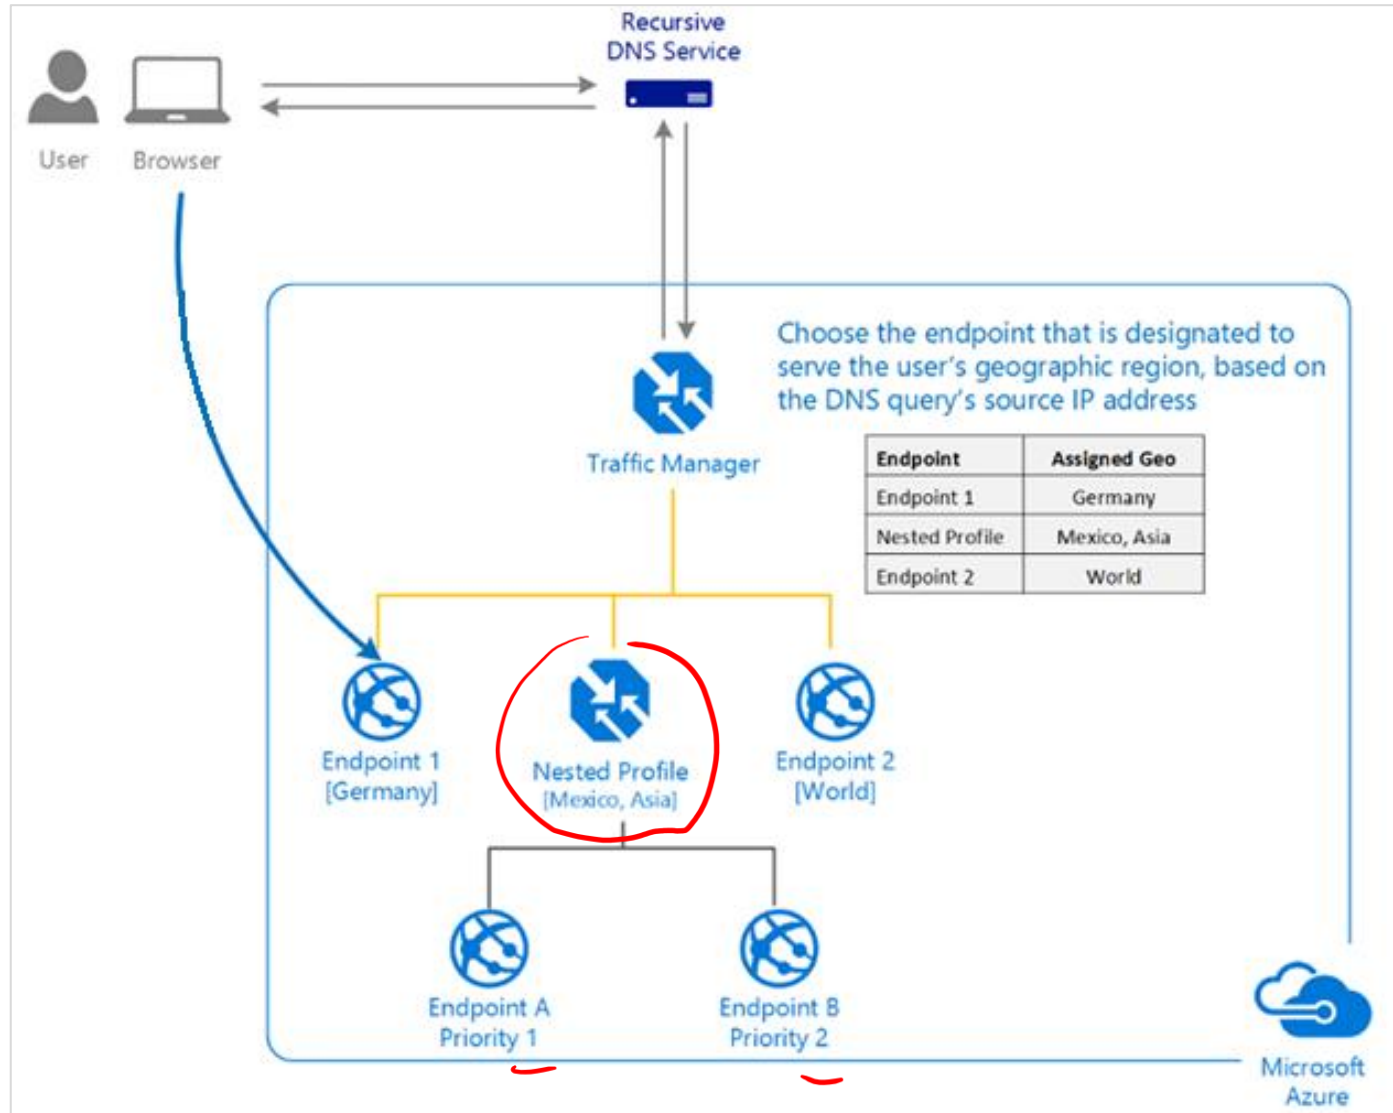 Recursive
DNS Service
User
Browser
Choose the endpoint that is designated to
serve the user's geographic region, based on
the DNS query's source IP address
Traffic Manager
Endpoint Assigned Geo
Endpoint 1 Germany
Nested Profile Mexico, Asia
Endpoint 2 World
Endpoint 1
[Germany]
Nested Profile
[Mexico, Asia]
Endpoint 2
[World]
Endpoint A
Priority 1
Endpoint B
Priority 2
Microsoft
Azure